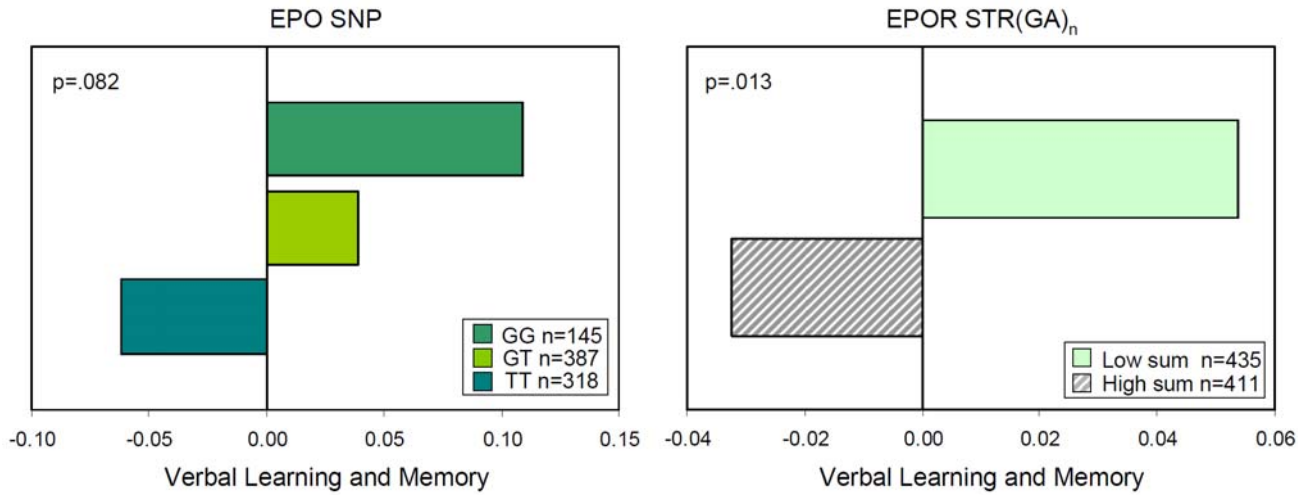 EPO SNP
p=.082
GG n=145
GT n=387
TT n=318
-0.10 -0.05 0.00 0.05 0.10 0.15
Verbal Learning and Memory
EPOR STR(GA)n
p=.013
Low sum n=435
High sum n=411
-0.04 -0.02 0.00 0.02 0.04 0.06
Verbal Learning and Memory